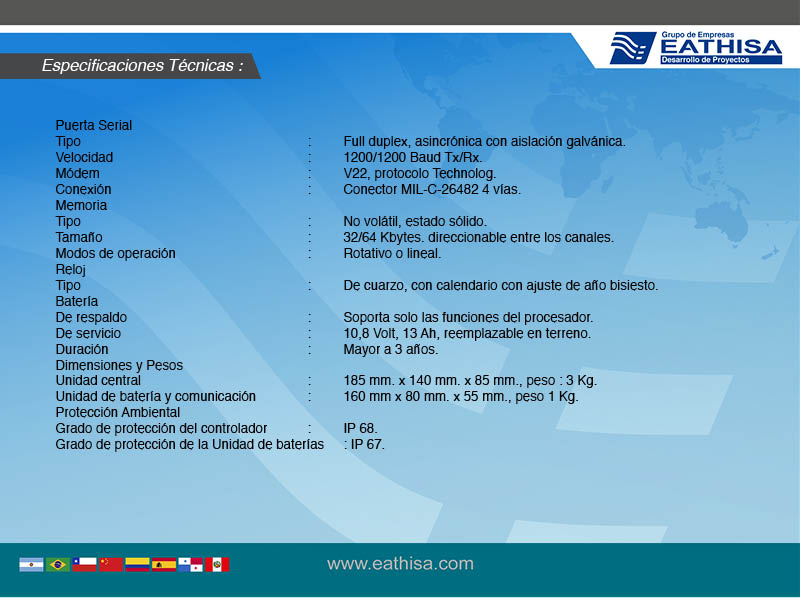 Grupo de Empresas
EATHISA
Desarrollo de Proyectos
Especificaciones Técnicas :
Puerta Serial
Tipo : Full duplex, asincrónica con aislación galvánica.
Velocidad : 1200/1200 Baud Tx/Rx.
Módem : V22, protocolo Technolog.
Conexión : Conector MIL-C-26482 4 vías.
Memoria
Tipo : No volátil, estado sólido.
Tamaño : 32/64 Kbytes. direccionable entre los canales.
Modos de operación : Rotativo o lineal.
Reloj
Tipo : De cuarzo, con calendario con ajuste de año bisiesto.
Batería
De respaldo : Soporta solo las funciones del procesador.
De servicio : 10,8 Volt, 13 Ah, reemplazable en terreno.
Duración : Mayor a 3 años.
Dimensiones y Pesos
Unidad central : 185 mm. x 140 mm. x 85 mm., peso : 3 Kg.
Unidad de batería y comunicación : 160 mm x 80 mm. x 55 mm., peso 1 Kg.
Protección Ambiental
Grado de protección del controlador : IP 68.
Grado de protección de la Unidad de baterías : IP 67.
www.eathisa.com